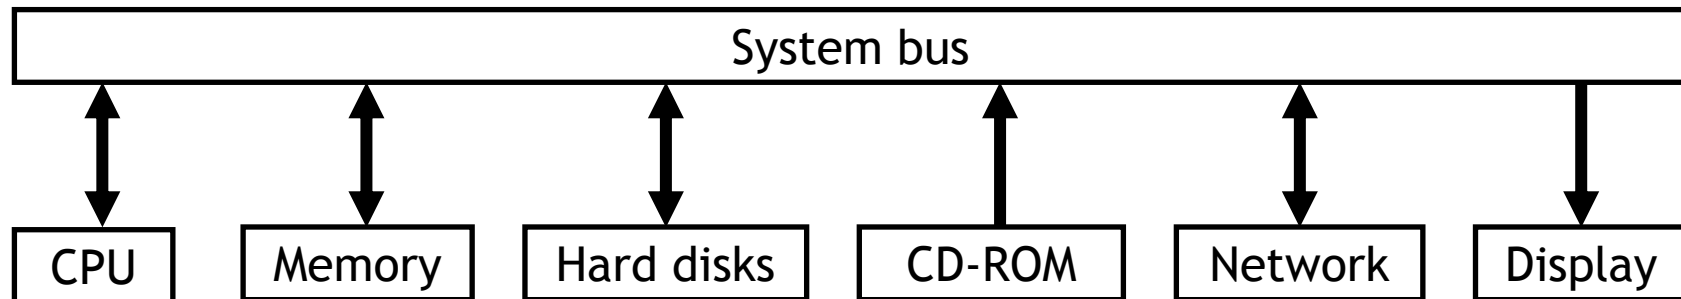 System bus
CPU
Memory
Hard disks
CD-ROM
Network
Display